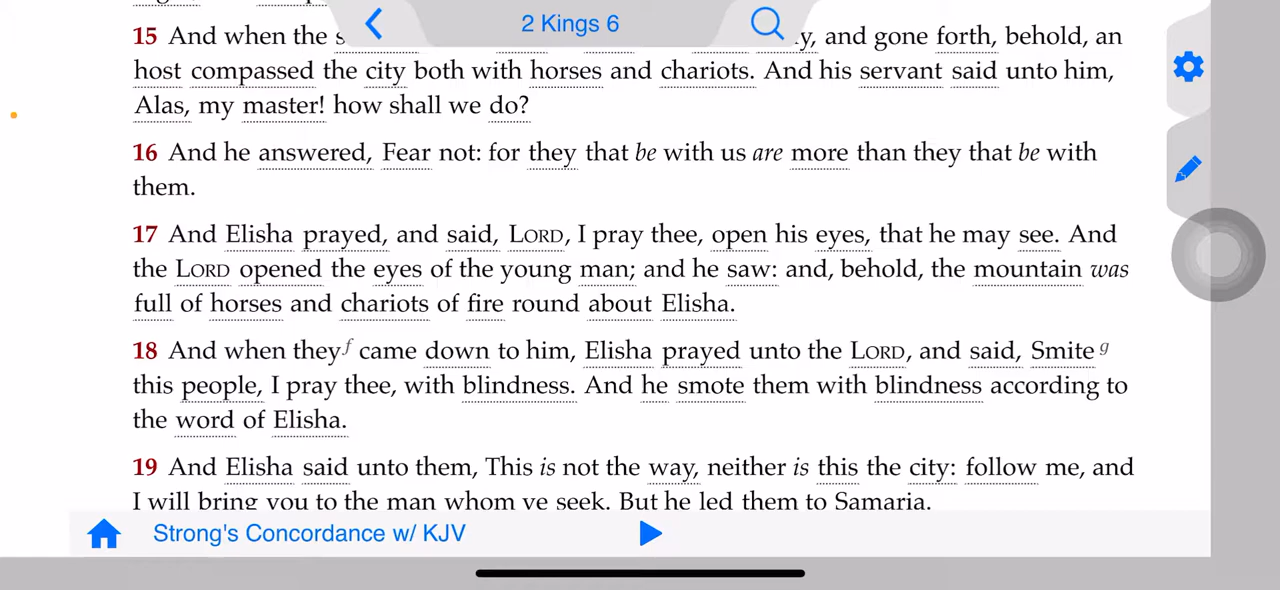 2 Kings 6
15 And when the y, and gone forth, behold, an
host compassed the city both with horses and chariots. And his servant said unto him,
Alas, my master! how shall we do?
16 And he answered, Fear not: for they that be with us are more than they that be with
them.
17 And Elisha prayed, and said, LORD, I pray thee, open his eyes, that he may see. And
the LORD opened the eyes of the young man; and he saw: and, behold, the mountain was
full of horses and chariots of fire round about Elisha.
18 And when they f came down to him, Elisha prayed unto the LORD, and said, Smite g
this people, I pray thee, with blindness. And he smote them with blindness according to
the word of Elisha.
19 And Elisha said unto them, This is not the way, neither is this the city: follow me, and
I will bring you to the man whom ye seek. But he led them to Samaria.
Strong's Concordance w/ KJV